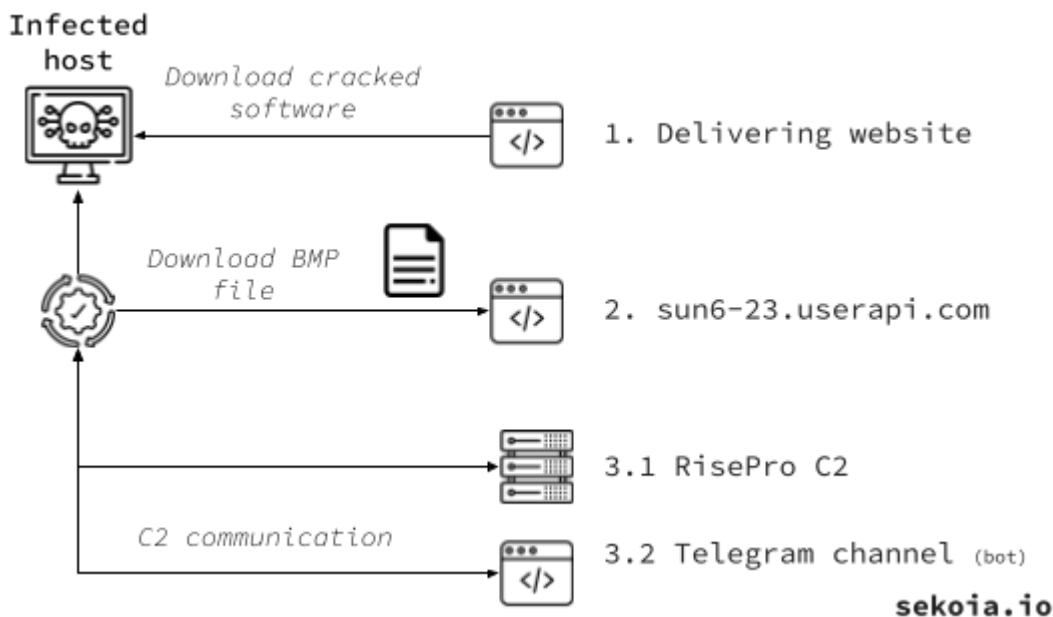 Infected
host
Download cracked
software
</>
1. Delivering website
Download BMP
file
</>
2. sun6-23.userapi.com
3.1 RisePro C2
C2 communication
</>
3.2 Telegram channel (bot)
sekoia.io